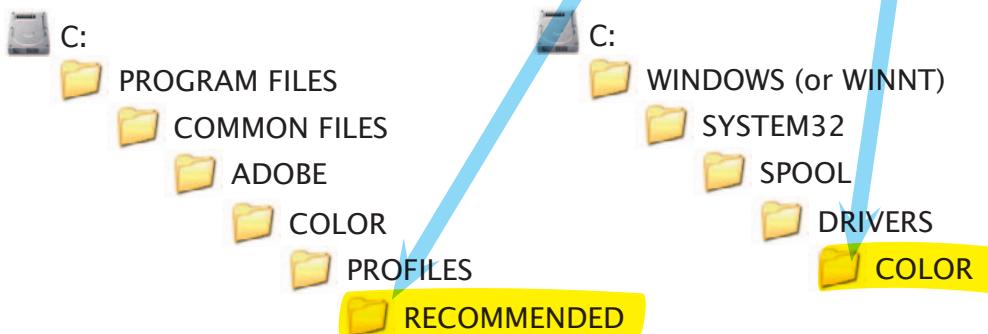 C:
PROGRAM FILES
COMMON FILES
ADOBE
COLOR
PROFILES
RECOMMENDED
C:
WINDOWS (or WINNT)
SYSTEM32
SPOOL
DRIVERS
COLOR